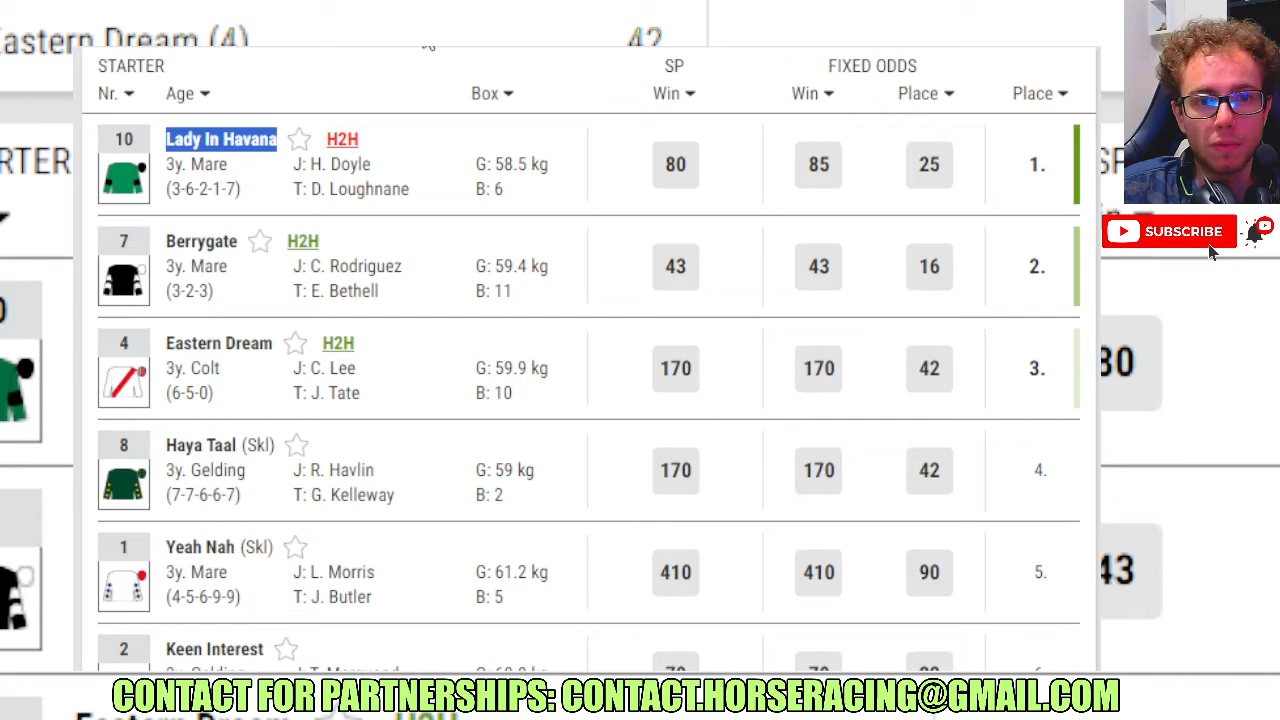 Eastern Dream (4) 42
STARTER SP FIXED ODDS
Nr. Age Box Win Win Place Place
10 Lady In Havana H2H
3y. Mare J: H. Doyle G: 58.5 kg 80 85 25 1.
(3-6-2-1-7) T: D. Loughnane B: 6
7 Berrygate H2H
3y. Mare J: C. Rodriguez G: 59.4 kg 43 43 16 2.
(3-2-3) T: E. Bethell B: 11
4 Eastern Dream H2H
3y. Colt J: C. Lee G: 59.9 kg 170 170 42 3.
(6-5-0) T: J. Tate B: 10
8 Haya Taal (Skl)
3y. Gelding J: R. Havlin G: 59 kg 170 170 42 4.
(7-7-6-6-7) T: G. Kelleway B: 2
1 Yeah Nah (Skl)
3y. Mare J: L. Morris G: 61.2 kg 410 410 90 5.
(4-5-6-9-9) T: J. Butler B: 5
2 Keen Interest
RTER
SP
80
43
SUBSCRIBE
CONTACT FOR PARTNERSHIPS: CONTACT.HORSERACING@GMAIL.COM